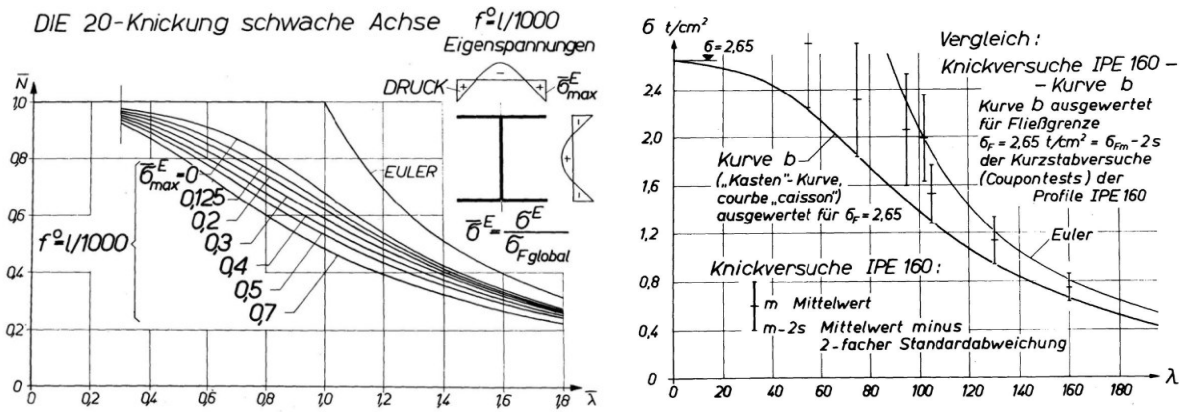 DIE 20-Knickung schwache Achse f°=l/1000
Eigenspannungen
DRUCK
+ - + σ̄ᴱmax
N̄
1,0
0,8
0,6
0,4
0,2
0
EULER
σ̄ᴱmax=0
0,125
0,2
0,3
0,4
0,5
0,7
f°=l/1000
σ̄ᴱ= σᴱ/σF global
- + -
0 0,2 0,4 0,6 0,8 1,0 1,2 1,4 1,6 1,8 λ̄
σ t/cm²
σ=2,65
2,4
2,0
1,6
1,2
0,8
0,4
0
Vergleich:
Knickversuche IPE 160 -
- Kurve b
Kurve b ausgewertet
für Fließgrenze
σF = 2,65 t/cm² = σFm - 2s
der Kurzstabversuche
(Coupontests) der
Profile IPE 160
Kurve b
("Kasten"-Kurve,
courbe "caisson")
ausgewertet für σF = 2,65
Euler
Knickversuche IPE 160:
m Mittelwert
m-2s Mittelwert minus
2-facher Standardabweichung
0 20 40 60 80 100 120 140 160 180 λ